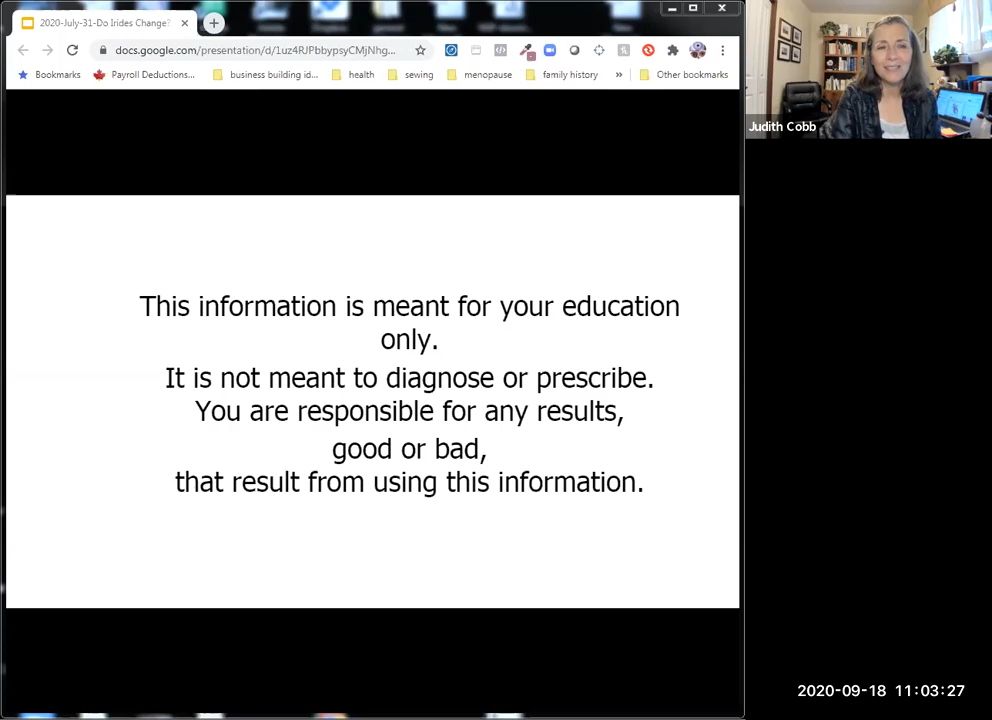 2020-July-31-Do Irides Change?
docs.google.com/presentation/d/1uz4RJPbbypsyCMjNhg...
Bookmarks
Payroll Deductions...
business building id...
health
sewing
menopause
family history
»
Other bookmarks
Judith Cobb
This information is meant for your education
only.
It is not meant to diagnose or prescribe.
You are responsible for any results,
good or bad,
that result from using this information.
2020-09-18 11:03:27